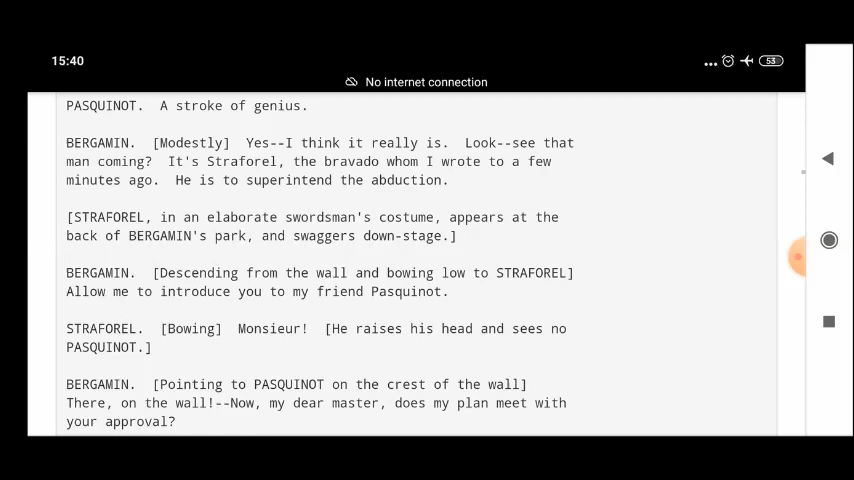 15:40
53
No internet connection
PASQUINOT. A stroke of genius.
BERGAMIN. [Modestly] Yes--I think it really is. Look--see that
man coming? It's Straforel, the bravado whom I wrote to a few
minutes ago. He is to superintend the abduction.
[STRAFOREL, in an elaborate swordsman's costume, appears at the
back of BERGAMIN's park, and swaggers down-stage.]
BERGAMIN. [Descending from the wall and bowing low to STRAFOREL]
Allow me to introduce you to my friend Pasquinot.
STRAFOREL. [Bowing] Monsieur! [He raises his head and sees no
PASQUINOT.]
BERGAMIN. [Pointing to PASQUINOT on the crest of the wall]
There, on the wall!--Now, my dear master, does my plan meet with
your approval?